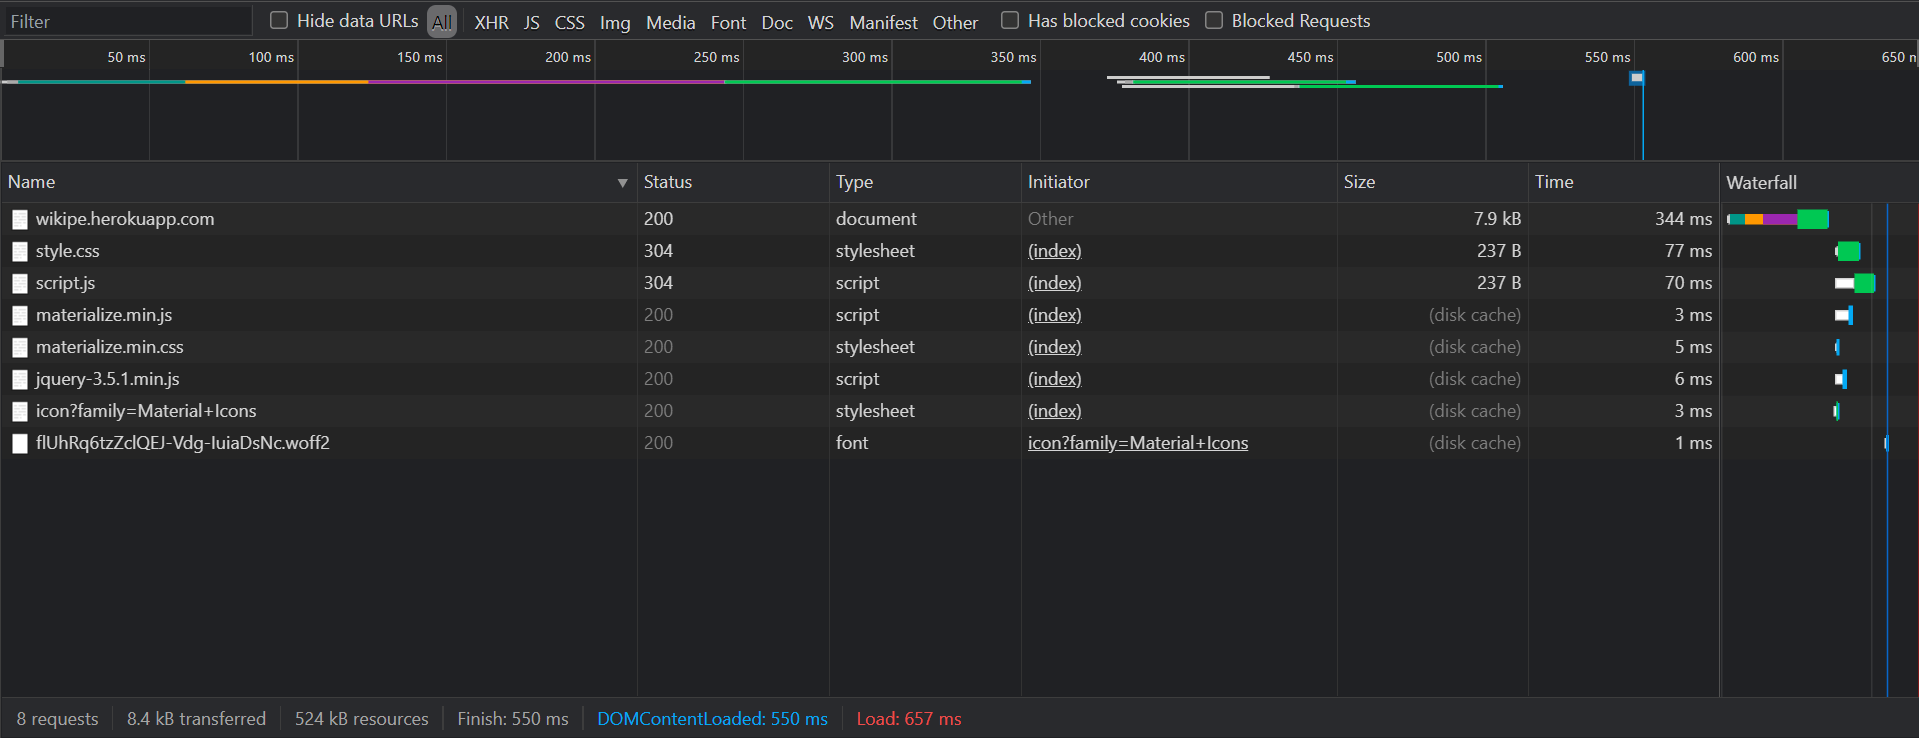 Filter Hide data URLs All XHR JS CSS Img Media Font Doc WS Manifest Other Has blocked cookies Blocked Requests
50 ms 100 ms 150 ms 200 ms 250 ms 300 ms 350 ms 400 ms 450 ms 500 ms 550 ms 600 ms 650 m
Name Status Type Initiator Size Time Waterfall
wikipe.herokuapp.com 200 document Other 7.9 kB 344 ms
style.css 304 stylesheet (index) 237 B 77 ms
script.js 304 script (index) 237 B 70 ms
materialize.min.js 200 script (index) (disk cache) 3 ms
materialize.min.css 200 stylesheet (index) (disk cache) 5 ms
jquery-3.5.1.min.js 200 script (index) (disk cache) 6 ms
icon?family=Material+Icons 200 stylesheet (index) (disk cache) 3 ms
flUhRq6tzZclQEJ-Vdg-IuiaDsNc.woff2 200 font icon?family=Material+Icons (disk cache) 1 ms
8 requests 8.4 kB transferred 524 kB resources Finish: 550 ms DOMContentLoaded: 550 ms Load: 657 ms